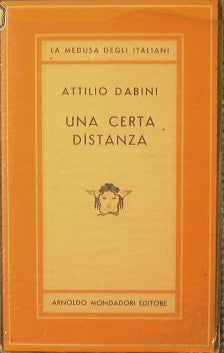 LA MEDUSA DEGLI ITALIANI
ATTILIO DABINI
UNA CERTA
DISTANZA
ARNOLDO MONDADORI EDITORE